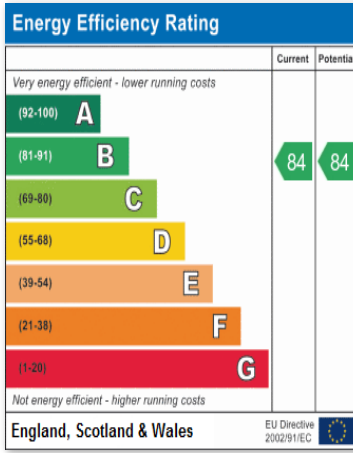 Energy Efficiency Rating
Current Potential
Very energy efficient - lower running costs
(92-100) A
(81-91) B 84 84
(69-80) C
(55-68) D
(39-54) E
(21-38) F
(1-20) G
Not energy efficient - higher running costs
England, Scotland & Wales
EU Directive
2002/91/EC